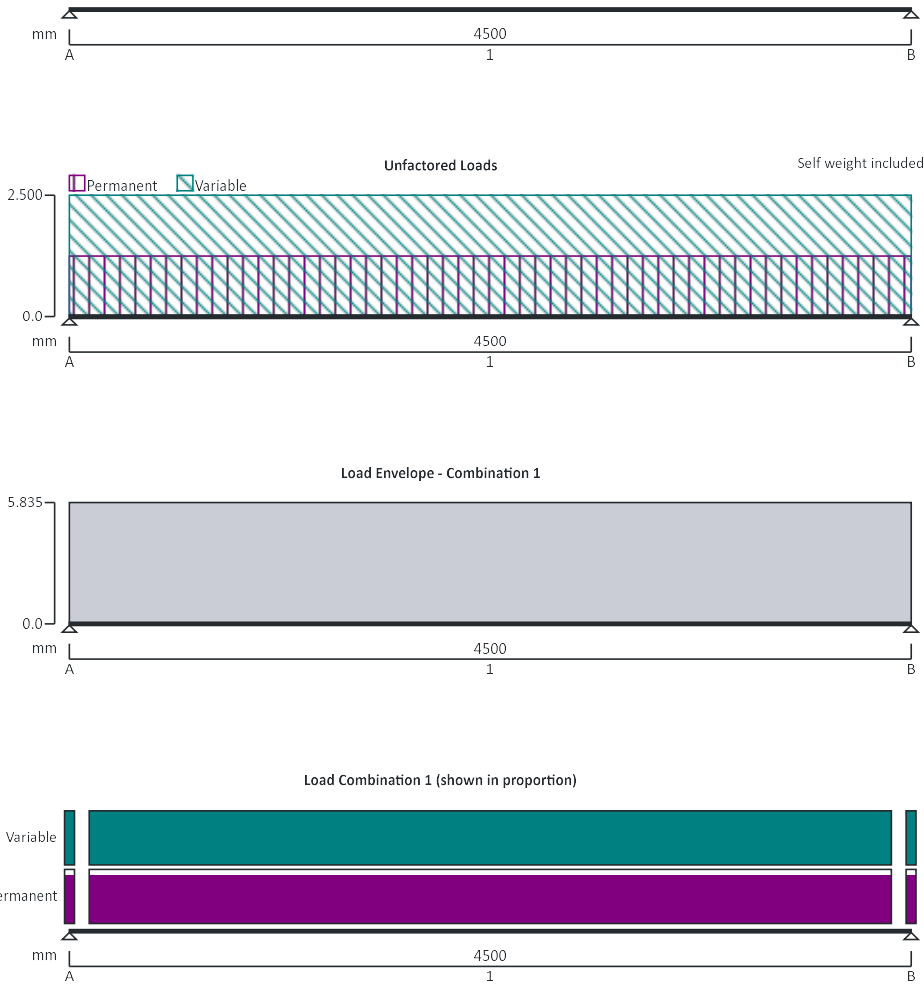 mm 4500
A 1 B
Unfactored Loads Self weight included
Permanent Variable
2.500
0.0
mm 4500
A 1 B
Load Envelope - Combination 1
5.835
0.0
mm 4500
A 1 B
Load Combination 1 (shown in proportion)
Variable
ermanent
mm 4500
A 1 B